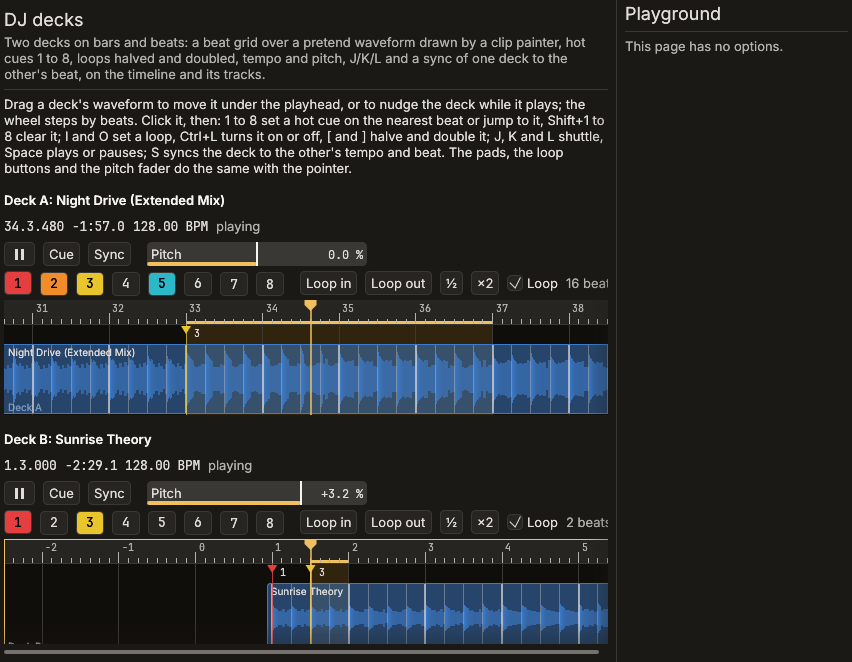 DJ decks
Two decks on bars and beats: a beat grid over a pretend waveform drawn by a clip painter, hot
cues 1 to 8, loops halved and doubled, tempo and pitch, J/K/L and a sync of one deck to the
other's beat, on the timeline and its tracks.
Drag a deck's waveform to move it under the playhead, or to nudge the deck while it plays; the
wheel steps by beats. Click it, then: 1 to 8 set a hot cue on the nearest beat or jump to it, Shift+1 to
8 clear it; I and O set a loop, Ctrl+L turns it on or off, [ and ] halve and double it; J, K and L shuttle,
Space plays or pauses; S syncs the deck to the other's tempo and beat. The pads, the loop
buttons and the pitch fader do the same with the pointer.
Deck A: Night Drive (Extended Mix)
34.3.480 -1:57.0 128.00 BPM playing
Cue Sync Pitch 0.0 %
1 2 3 4 5 6 7 8 Loop in Loop out ½ ×2 Loop 16 beat
31 32 33 34 35 36 37 38
3
Night Drive (Extended Mix)
Deck A
Deck B: Sunrise Theory
1.3.000 -2:29.1 128.00 BPM playing
Cue Sync Pitch +3.2 %
1 2 3 4 5 6 7 8 Loop in Loop out ½ ×2 Loop 2 beats
-2 -1 0 1 2 3 4 5
1 3
Sunrise Theory
Playground
This page has no options.